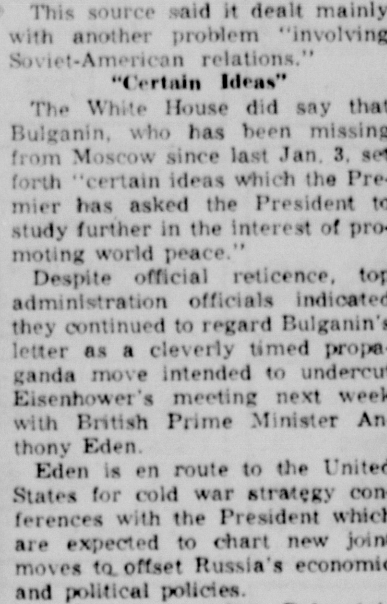 This source said it dealt mainly
with another problem "involving
Soviet-American relations."
"Certain Ideas"
The White House did say that
Bulganin, who has been missing
from Moscow since last Jan. 3, set
forth "certain ideas which the Pre-
mier has asked the President to
study further in the interest of pro-
moting world peace."
Despite official reticence, top
administration officials indicated
they continued to regard Bulganin's
letter as a cleverly timed propa-
ganda move intended to undercut
Eisenhower's meeting next week
with British Prime Minister An-
thony Eden.
Eden is en route to the United
States for cold war strategy con-
ferences with the President which
are expected to chart new joint
moves to offset Russia's economic
and political policies.